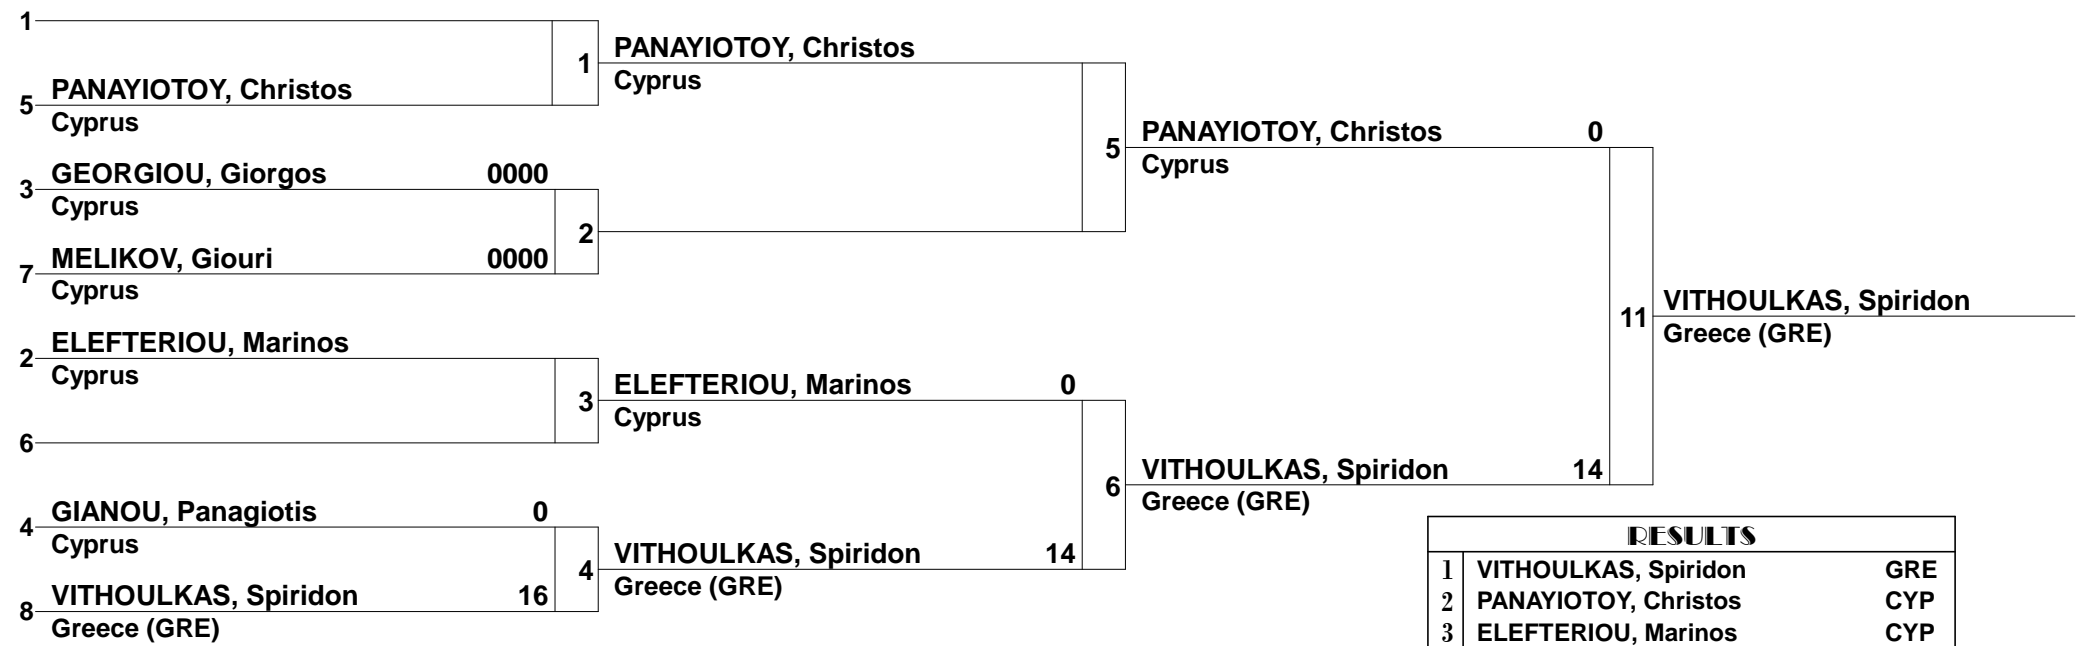 1
PANAYIOTOY, Christos
5
Cyprus
GEORGIOU, Giorgos 0000
3
Cyprus
MELIKOV, Giouri 0000
7
Cyprus
ELEFTERIOU, Marinos
2
Cyprus
6
GIANOU, Panagiotis 0
4
Cyprus
VITHOULKAS, Spiridon 16
8
Greece (GRE)
1
PANAYIOTOY, Christos
Cyprus
2
3
ELEFTERIOU, Marinos 0
Cyprus
4
VITHOULKAS, Spiridon 14
Greece (GRE)
5
PANAYIOTOY, Christos 0
Cyprus
6
VITHOULKAS, Spiridon 14
Greece (GRE)
11
VITHOULKAS, Spiridon
Greece (GRE)
RESULTS
1 VITHOULKAS, Spiridon GRE
2 PANAYIOTOY, Christos CYP
3 ELEFTERIOU, Marinos CYP